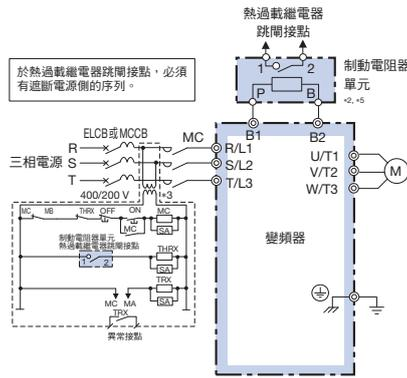 熱過載繼電器
跳閘接點
於熱過載繼電器跳閘接點，必須
有遮斷電源側的序列。
1 2
P B
制動電阻器
單元
*2, *5
B1 B2
ELCB或MCCB
MC
三相電源
R
S
T
R/L1
S/L2
T/L3
400/200 V
*3
U/T1
V/T2
W/T3
M
變頻器
MC MB THRX OFF ON MC
MC
SA
制動電阻器單元
熱過載繼電器跳閘接點
1 2
THRX
SA
TRX
MC MA
SA
TRX
異常接點